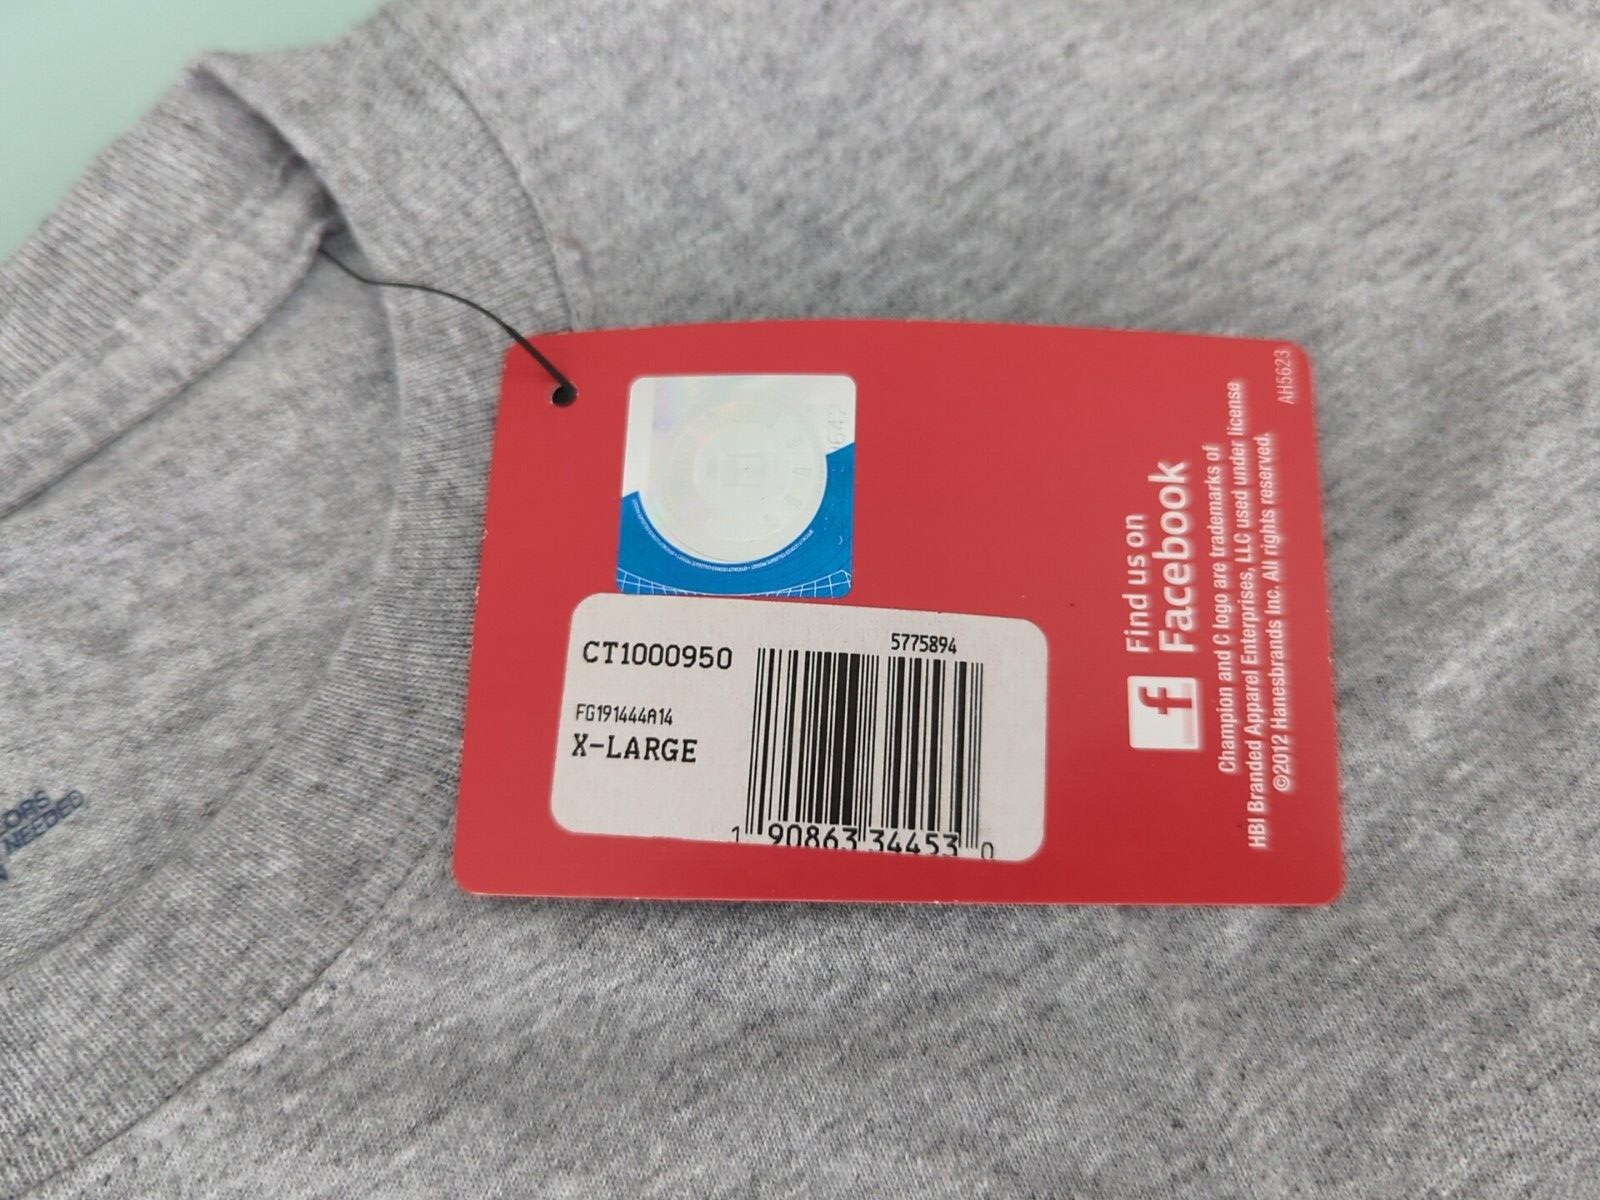 CT1000950
5775894
FG191444A14
X-LARGE
1 90863 34453 0
Find us on
Facebook
f
Champion and C logo are trademarks of
HBI Branded Apparel Enterprises, LLC used under license
©2012 Hanesbrands Inc. All rights reserved.
AH5623
NEEDED